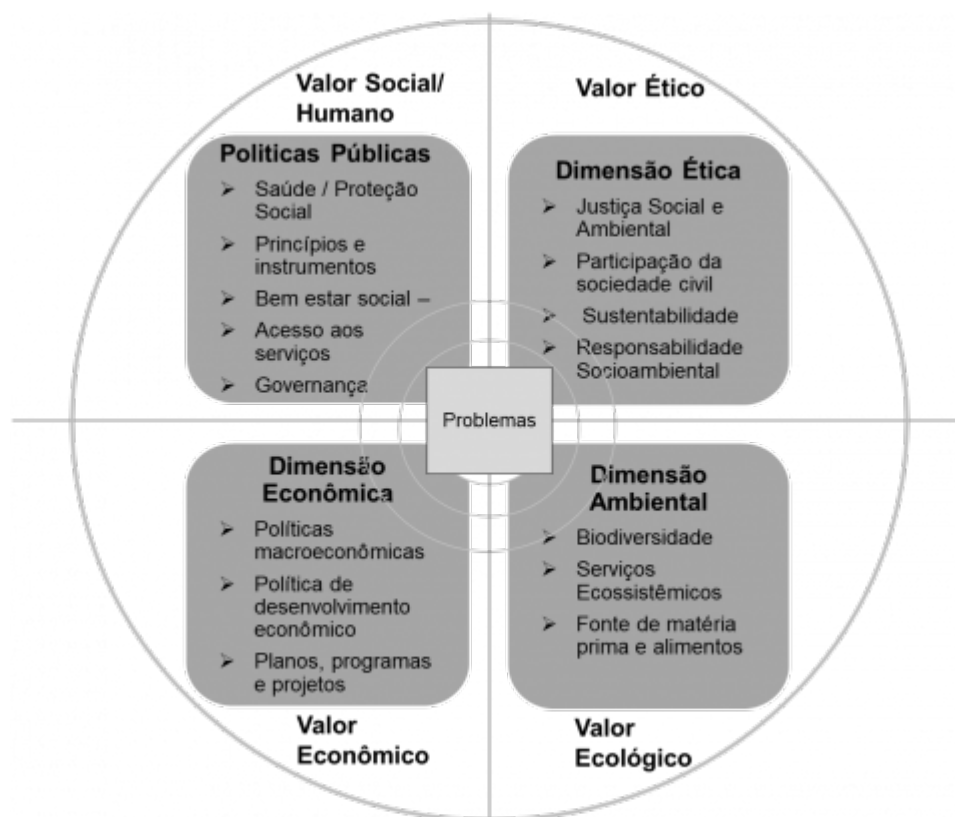 Valor Social/
Humano
Politicas Públicas
➢ Saúde / Proteção
Social
➢ Princípios e
instrumentos
➢ Bem estar social –
➢ Acesso aos
serviços
➢ Governança
Valor Ético
Dimensão Ética
➢ Justiça Social e
Ambiental
➢ Participação da
sociedade civil
➢ Sustentabilidade
➢ Responsabilidade
Socioambiental
Problemas
Dimensão
Econômica
➢ Políticas
macroeconômicas
➢ Política de
desenvolvimento
econômico
➢ Planos, programas
e projetos
Valor
Econômico
Dimensão
Ambiental
➢ Biodiversidade
➢ Serviços
Ecossistêmicos
➢ Fonte de matéria
prima e alimentos
Valor
Ecológico